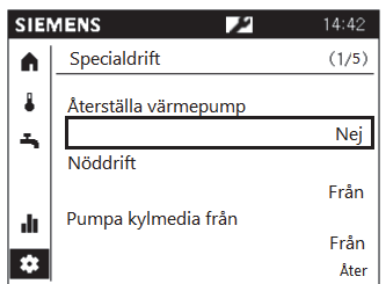 SIEMENS 14:42
Specialdrift (1/5)
Återställa värmepump
Nej
Nöddrift
Från
Pumpa kylmedia från
Från
Åter